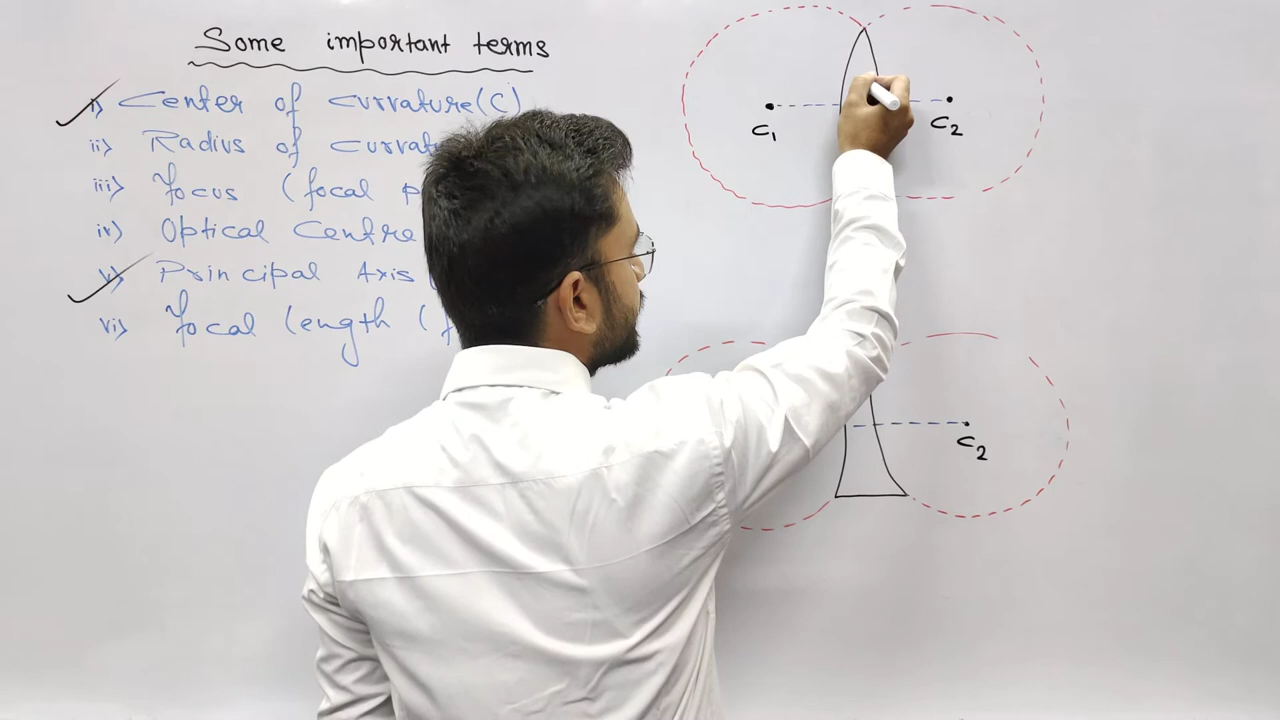 Some important terms
i) Center of curvature (C)
ii) Radius of
iii) focus (focal
iv) Optical Centre
v) Principal Axis
vi) focal length (f
C1
C2
C2